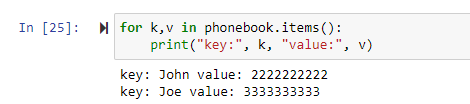 In [25]: for k,v in phonebook.items():
print("key:", k, "value:", v)
key: John value: 2222222222
key: Joe value: 3333333333